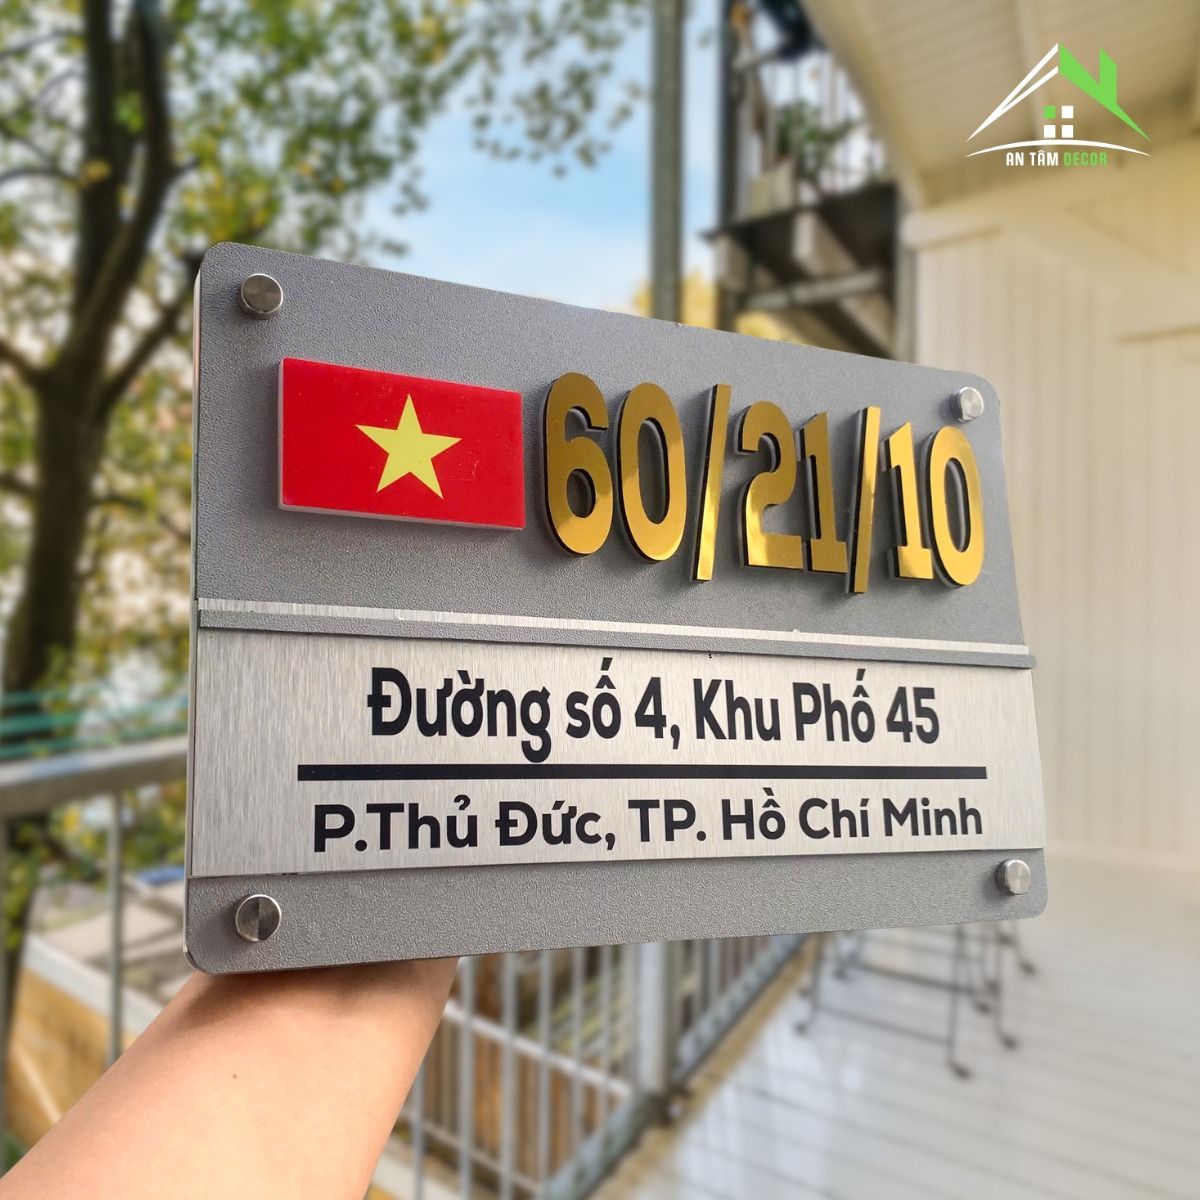 AN TÂM DECOR
60/21/10
Đường số 4, Khu Phố 45
P.Thủ Đức, TP. Hồ Chí Minh